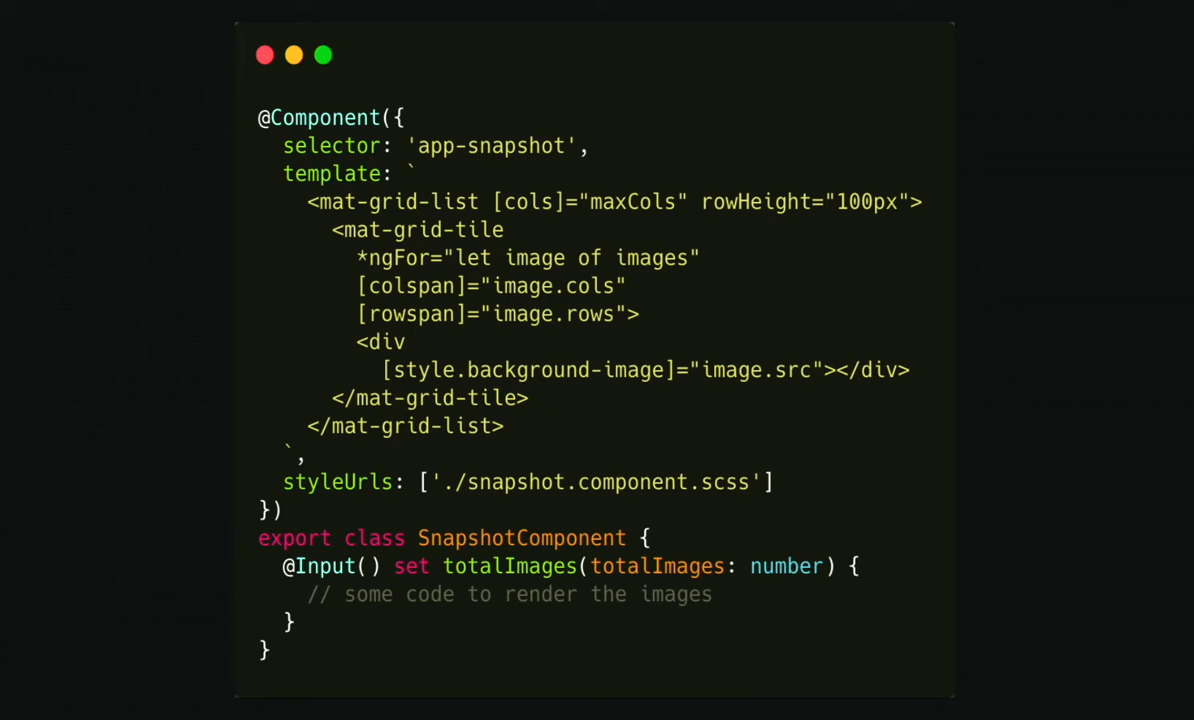 @Component({
  selector: 'app-snapshot',
  template: `
    <mat-grid-list [cols]="maxCols" rowHeight="100px">
      <mat-grid-tile
        *ngFor="let image of images"
        [colspan]="image.cols"
        [rowspan]="image.rows">
        <div
          [style.background-image]="image.src"></div>
      </mat-grid-tile>
    </mat-grid-list>
  `,
  styleUrls: ['./snapshot.component.scss']
})
export class SnapshotComponent {
  @Input() set totalImages(totalImages: number) {
    // some code to render the images
  }
}